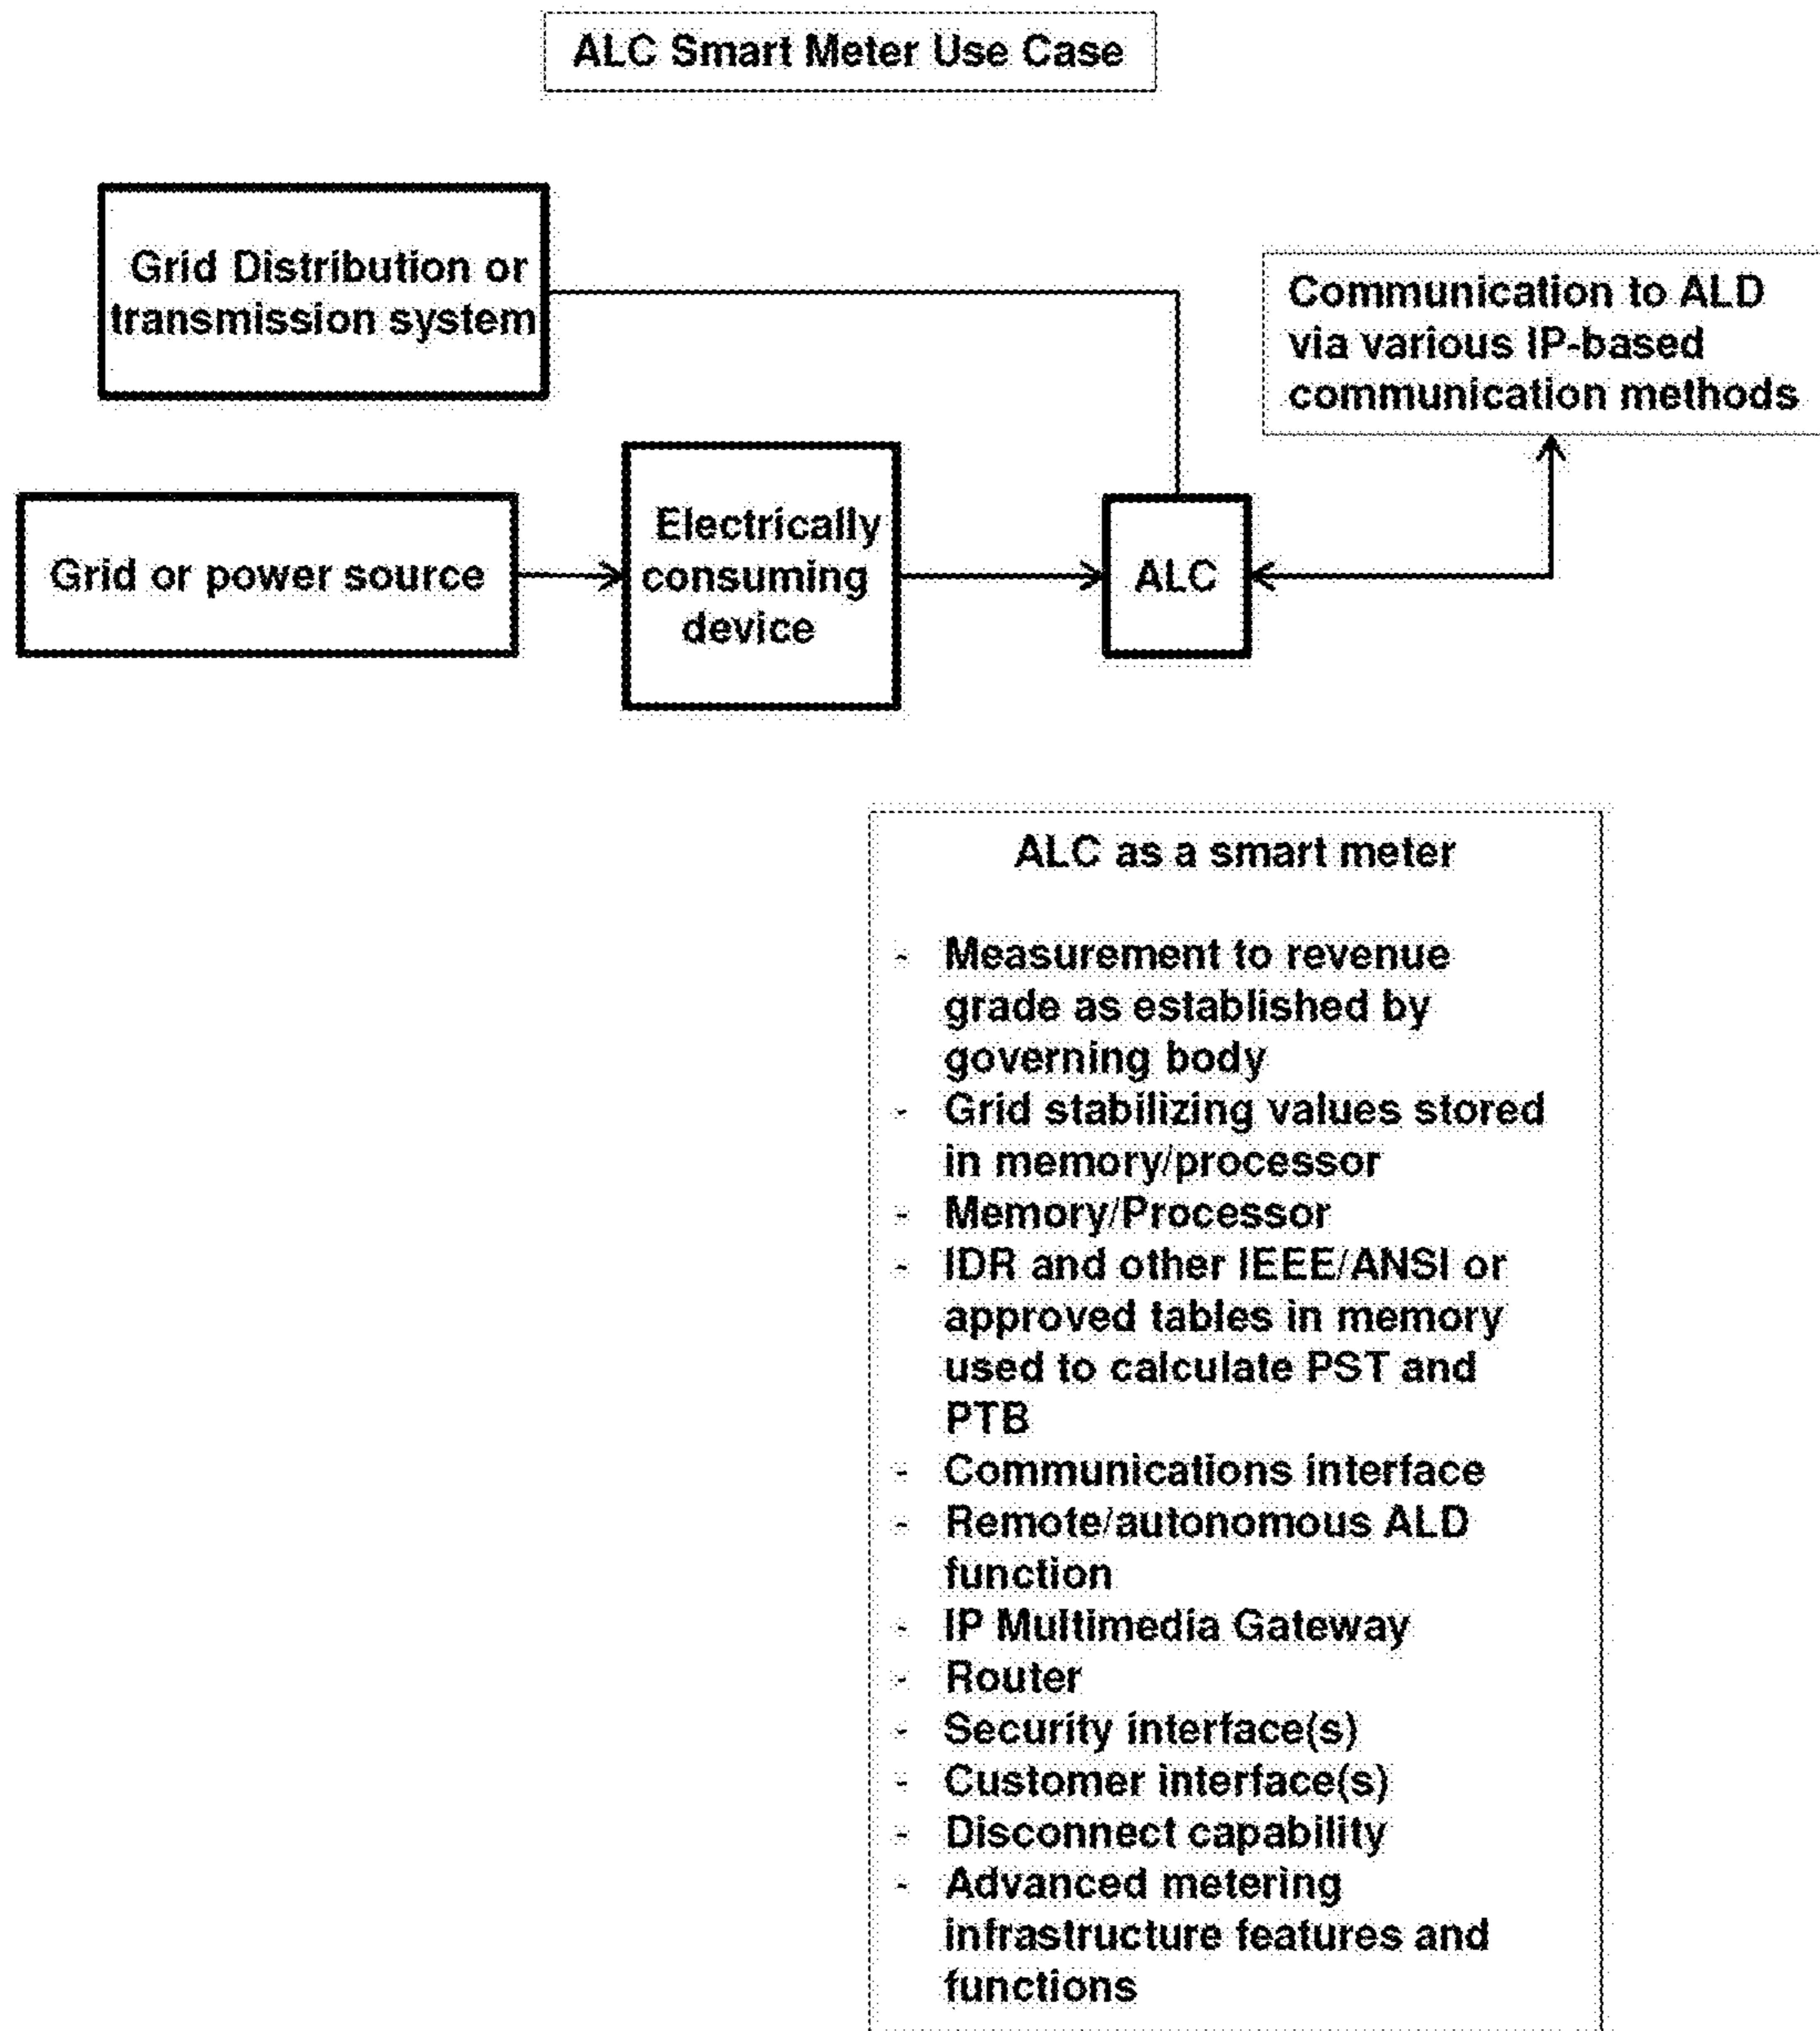 ALC Smart Meter Use Case
Grid Distribution or
transmission system
Communication to ALD
via various IP-based
communication methods
Grid or power source
Electrically
consuming
device
ALC
ALC as a smart meter
- Measurement to revenue
grade as established by
governing body
- Grid stabilizing values stored
in memory/processor
- Memory/Processor
- IDR and other IEEE/ANSI or
approved tables in memory
used to calculate PST and
PTB
- Communications interface
- Remote/autonomous ALD
function
- IP Multimedia Gateway
- Router
- Security interface(s)
- Customer interface(s)
- Disconnect capability
- Advanced metering
infrastructure features and
functions